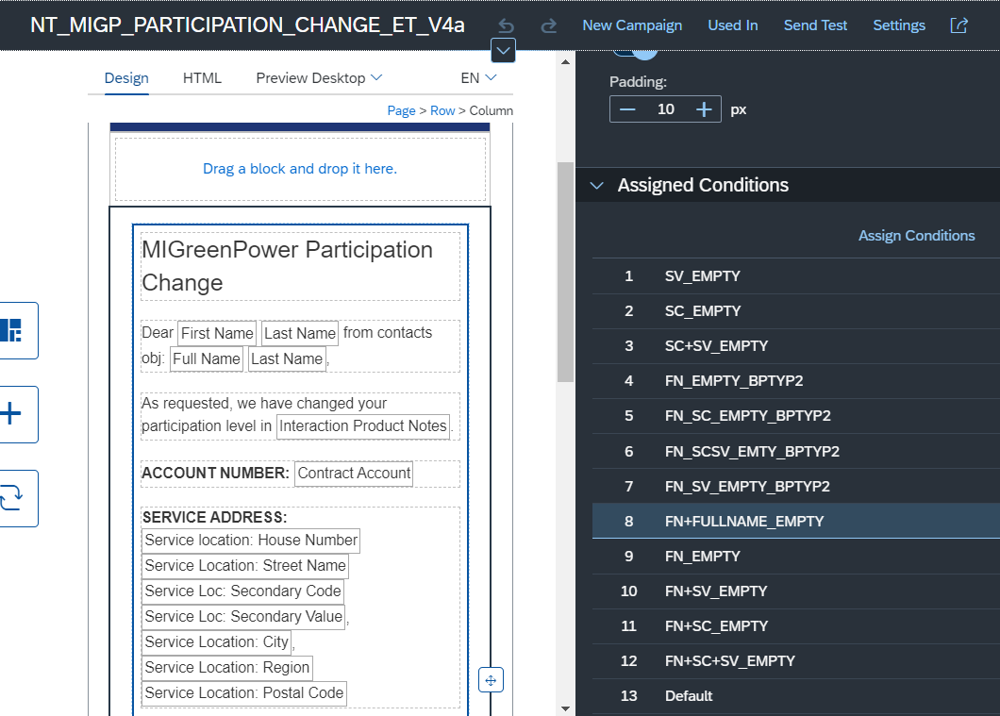 NT_MIGP_PARTICIPATION_CHANGE_ET_V4a New Campaign Used In Send Test Settings
Design HTML Preview Desktop EN
Page > Row > Column
Drag a block and drop it here.
MIGreenPower Participation
Change
Dear First Name Last Name from contacts
obj: Full Name Last Name,
As requested, we have changed your
participation level in Interaction Product Notes.
ACCOUNT NUMBER: Contract Account
SERVICE ADDRESS:
Service location: House Number
Service Location: Street Name
Service Loc: Secondary Code
Service Loc: Secondary Value,
Service Location: City,
Service Location: Region
Service Location: Postal Code
Padding:
10 px
Assigned Conditions
Assign Conditions
1 SV_EMPTY
2 SC_EMPTY
3 SC+SV_EMPTY
4 FN_EMPTY_BPTYP2
5 FN_SC_EMPTY_BPTYP2
6 FN_SCSV_EMTY_BPTYP2
7 FN_SV_EMPTY_BPTYP2
8 FN+FULLNAME_EMPTY
9 FN_EMPTY
10 FN+SV_EMPTY
11 FN+SC_EMPTY
12 FN+SC+SV_EMPTY
13 Default